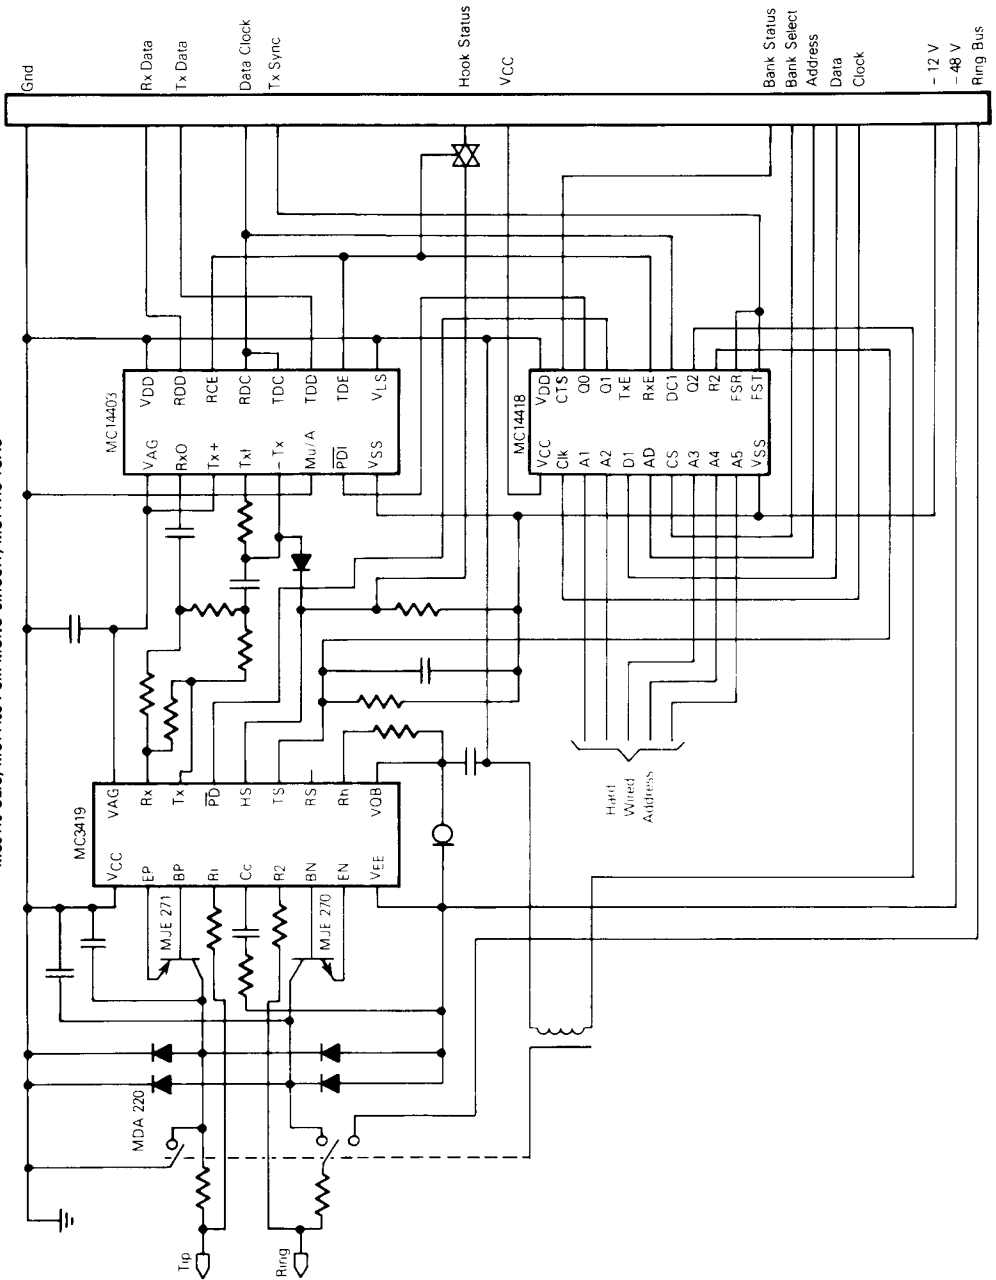 Gnd
Rx Data
Tx Data
Data Clock
Tx Sync
Hook Status
VCC
Bank Status
Bank Select
Address
Data
Clock
- 12 V
- 48 V
Ring Bus
MC14403
VDD
RDD
RCE
RDC
TDC
TDD
TDE
VLS
VAG
RxO
Tx+
TxI
-Tx
Mu/A
PDI
VSS
MC14418
VDD
CTS
Q0
Q1
TxE
RxE
DC1
Q2
R2
FSR
FST
VCC
Clk
A1
A2
D1
AD
CS
A3
A4
A5
VSS
Hard
Wired
Address
MC3419
VAG
Rx
Tx
PD
HS
TS
RS
Rh
VQB
VCC
EP
BP
R1
Cc
R2
BN
EN
VEE
MJE 271
MJE 270
MDA 220
Tip
Ring